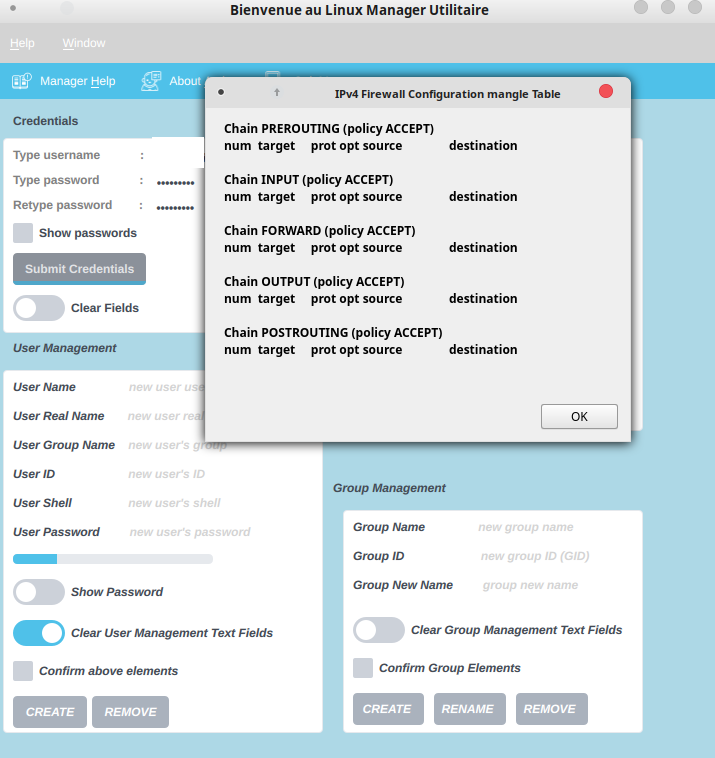 Bienvenue au Linux Manager Utilitaire
Help Window
Manager Help About
IPv4 Firewall Configuration mangle Table
Chain PREROUTING (policy ACCEPT)
num target prot opt source destination
Chain INPUT (policy ACCEPT)
num target prot opt source destination
Chain FORWARD (policy ACCEPT)
num target prot opt source destination
Chain OUTPUT (policy ACCEPT)
num target prot opt source destination
Chain POSTROUTING (policy ACCEPT)
num target prot opt source destination
OK
Credentials
Type username :
Type password : •••••••••
Retype password : •••••••••
Show passwords
Submit Credentials
Clear Fields
User Management
User Name new user use
User Real Name new user real
User Group Name new user's group
User ID new user's ID
User Shell new user's shell
User Password new user's password
Show Password
Clear User Management Text Fields
Confirm above elements
CREATE REMOVE
Group Management
Group Name new group name
Group ID new group ID (GID)
Group New Name group new name
Clear Group Management Text Fields
Confirm Group Elements
CREATE RENAME REMOVE